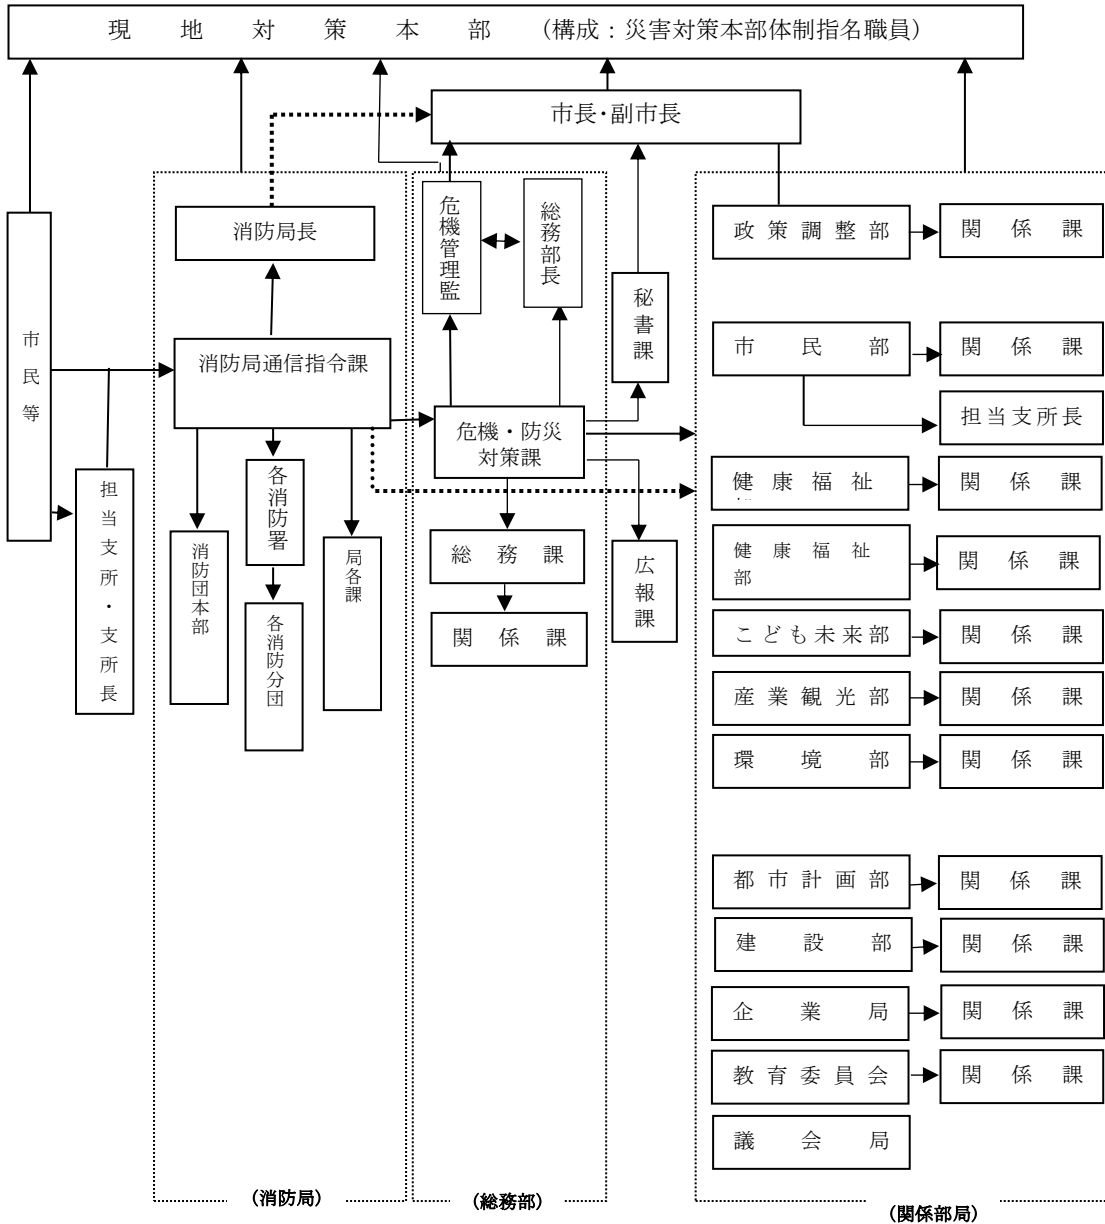 現地対策本部（構成：災害対策本部体制指名職員）
市長・副市長
消防局長
危機管理監
総務部長
政策調整部
関係課
秘書課
市民等
消防局通信指令課
市民部
関係課
担当支所長
危機・防災
対策課
担当支所・支所長
各消防署
健康福祉
関係課
消防団本部
局各課
総務課
広報課
健康福祉
部
関係課
各消防分団
関係課
こども未来部
関係課
産業観光部
関係課
環境部
関係課
都市計画部
関係課
建設部
関係課
企業局
関係課
教育委員会
関係課
議会局
（消防局）
（総務部）
（関係部局）